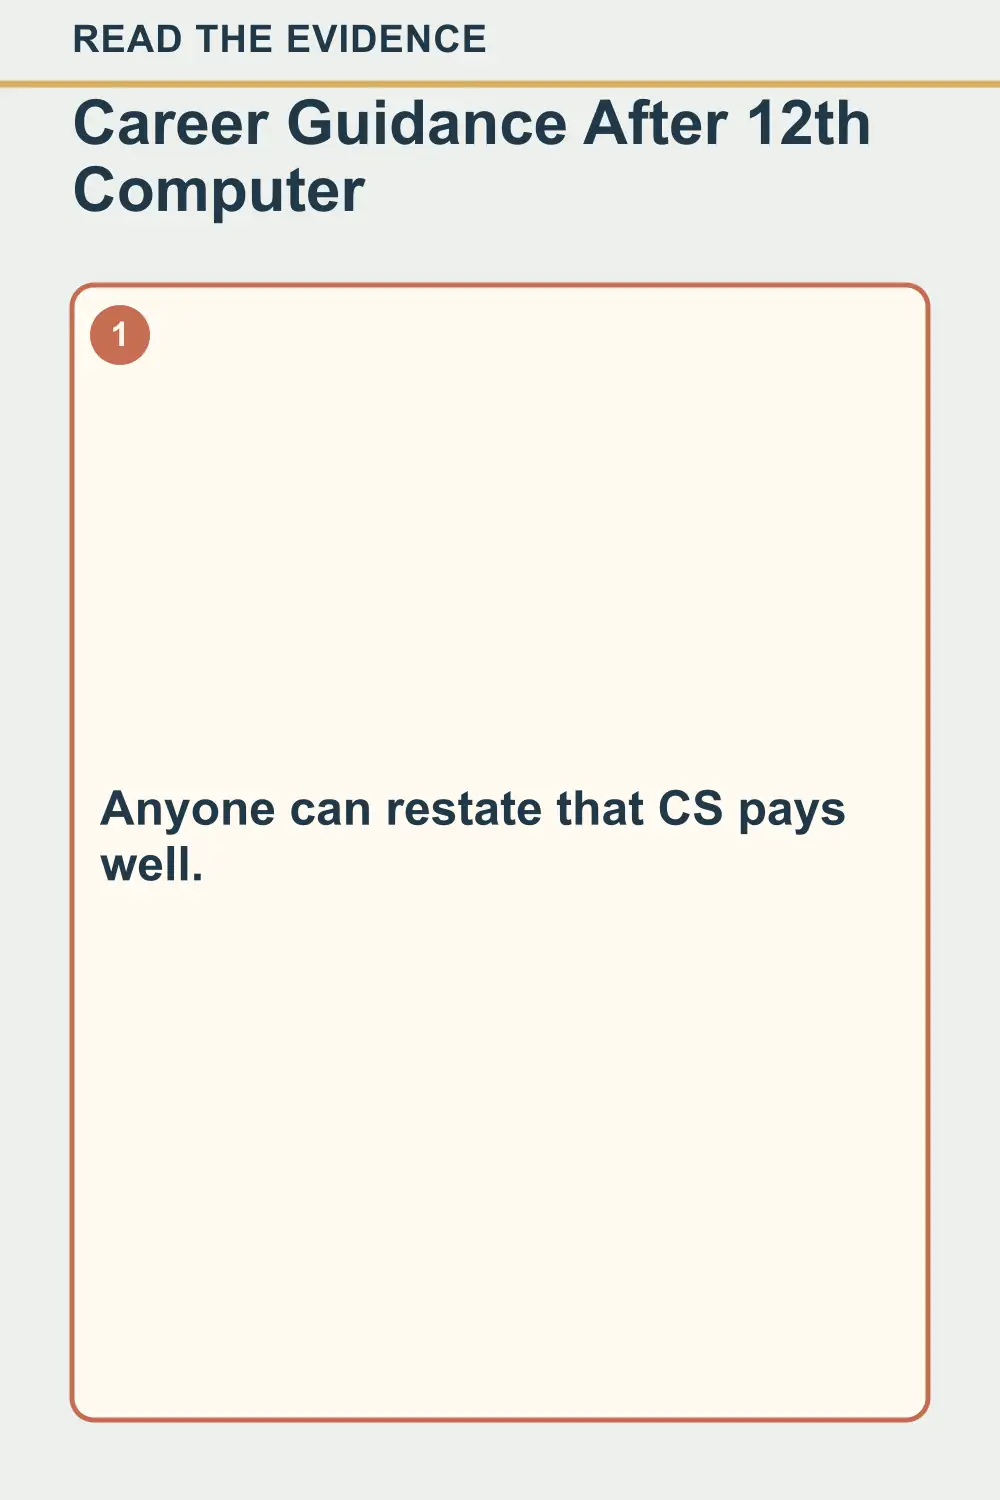 READ THE EVIDENCE
Career Guidance After 12th
Computer
1
Anyone can restate that CS pays
well.